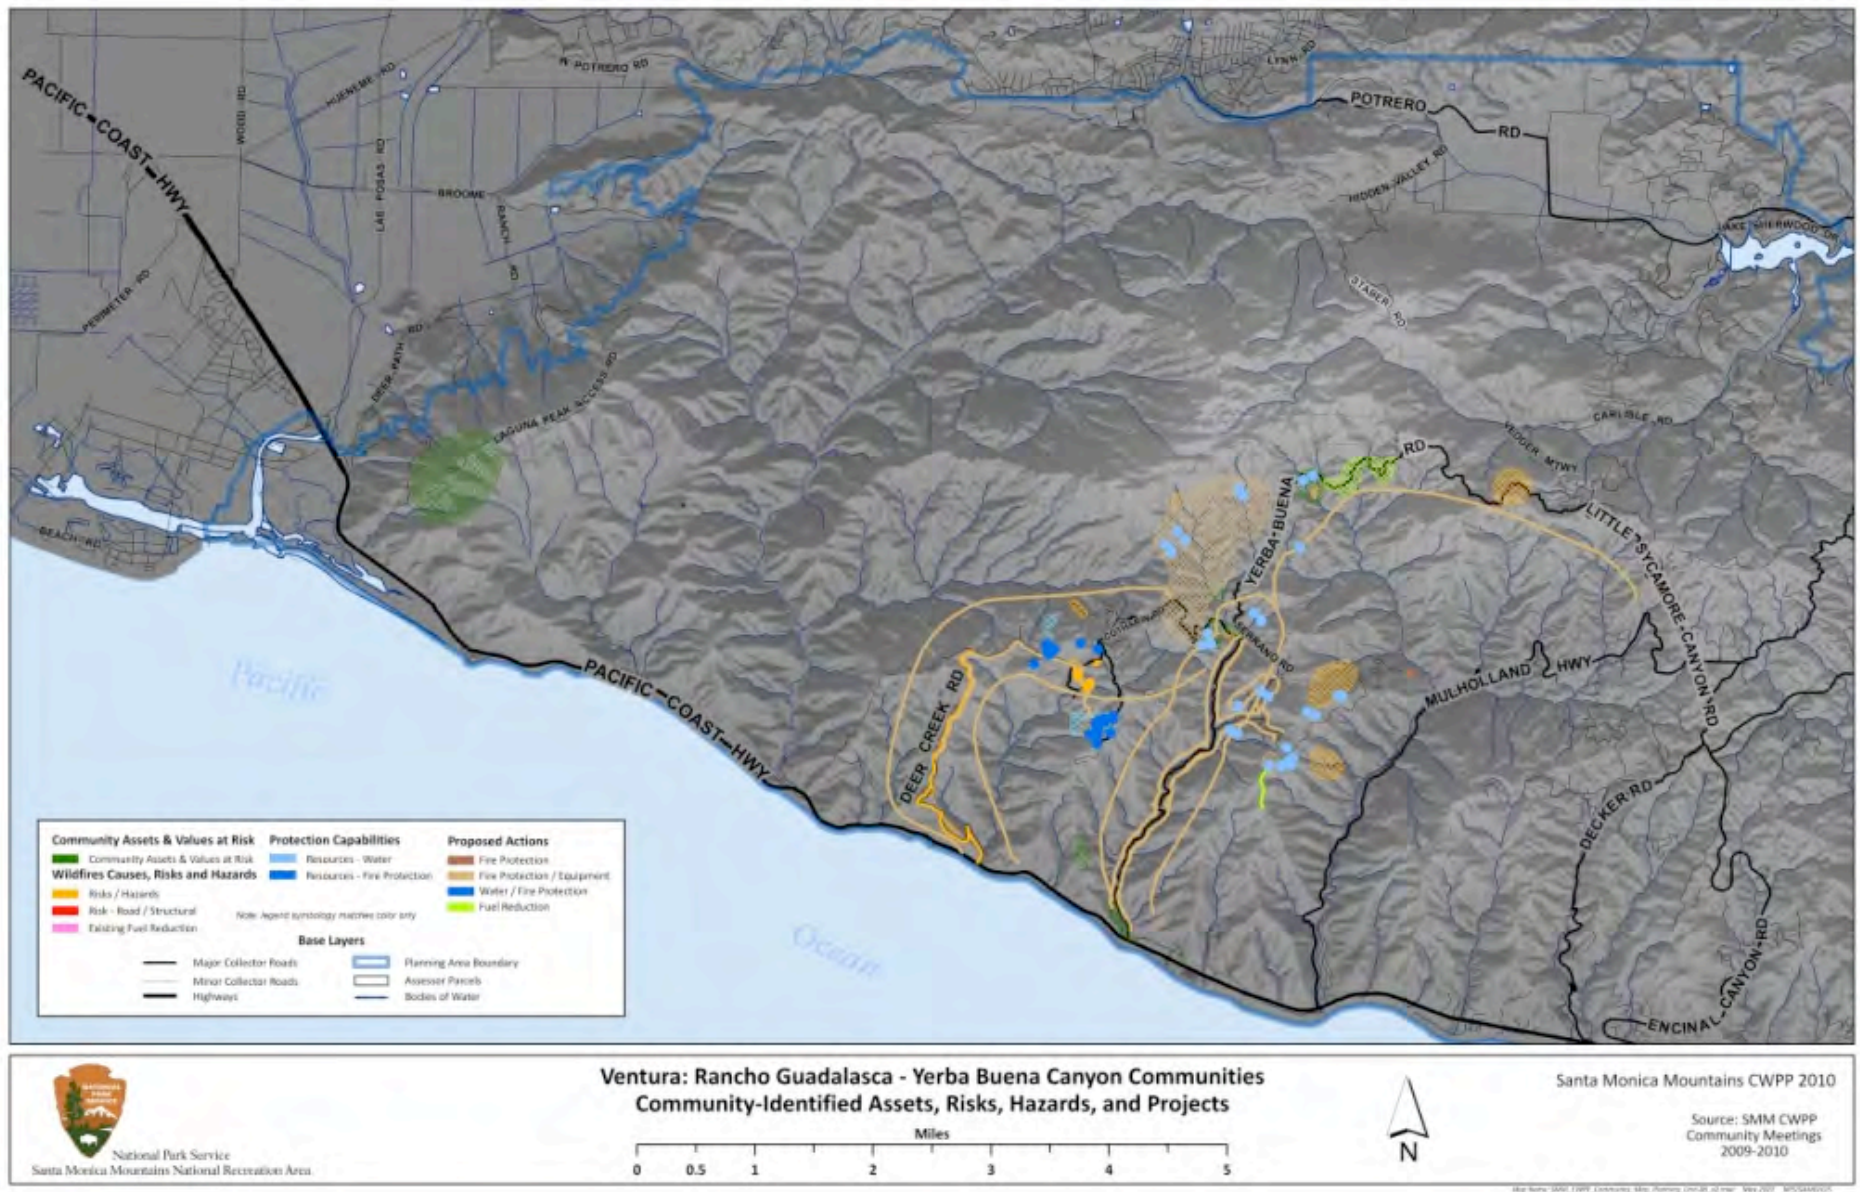 W POTRERO RD
LYNN RD
PACIFIC COAST HWY
WOOD RD
HUENEME RD
LAS POSAS RD
BROOME RANCH RD
POTRERO RD
HIDDEN VALLEY RD
LAKE SHERWOOD DR
PERIMETER RD
DEER PATH RD
LAGUNA PEAK ACCESS RD
STAFER RD
CARLISLE RD
YEDGER MTWY
BEACH RD
YERBA BUENA RD
LITTLE SYCAMORE CANYON RD
SERRANO RD
MULHOLLAND HWY
DEER CREEK RD
PACIFIC COAST HWY
DECKER RD
ENCINAL CANYON RD
Pacific
Ocean
Community Assets & Values at Risk
Community Assets & Values at Risk
Wildfires Causes, Risks and Hazards
Risks / Hazards
Risk - Road / Structural
Existing Fuel Reduction
Protection Capabilities
Resources - Water
Resources - Fire Protection
Proposed Actions
Fire Protection
Fire Protection / Equipment
Water / Fire Protection
Fuel Reduction
Note: legend symbology matches color only
Base Layers
Major Collector Roads
Minor Collector Roads
Highways
Planning Area Boundary
Assessor Parcels
Bodies of Water
NATIONAL PARK SERVICE
National Park Service
Santa Monica Mountains National Recreation Area
Ventura: Rancho Guadalasca - Yerba Buena Canyon Communities
Community-Identified Assets, Risks, Hazards, and Projects
Miles
0 0.5 1 2 3 4 5
N
Santa Monica Mountains CWPP 2010
Source: SMM CWPP
Community Meetings
2009-2010